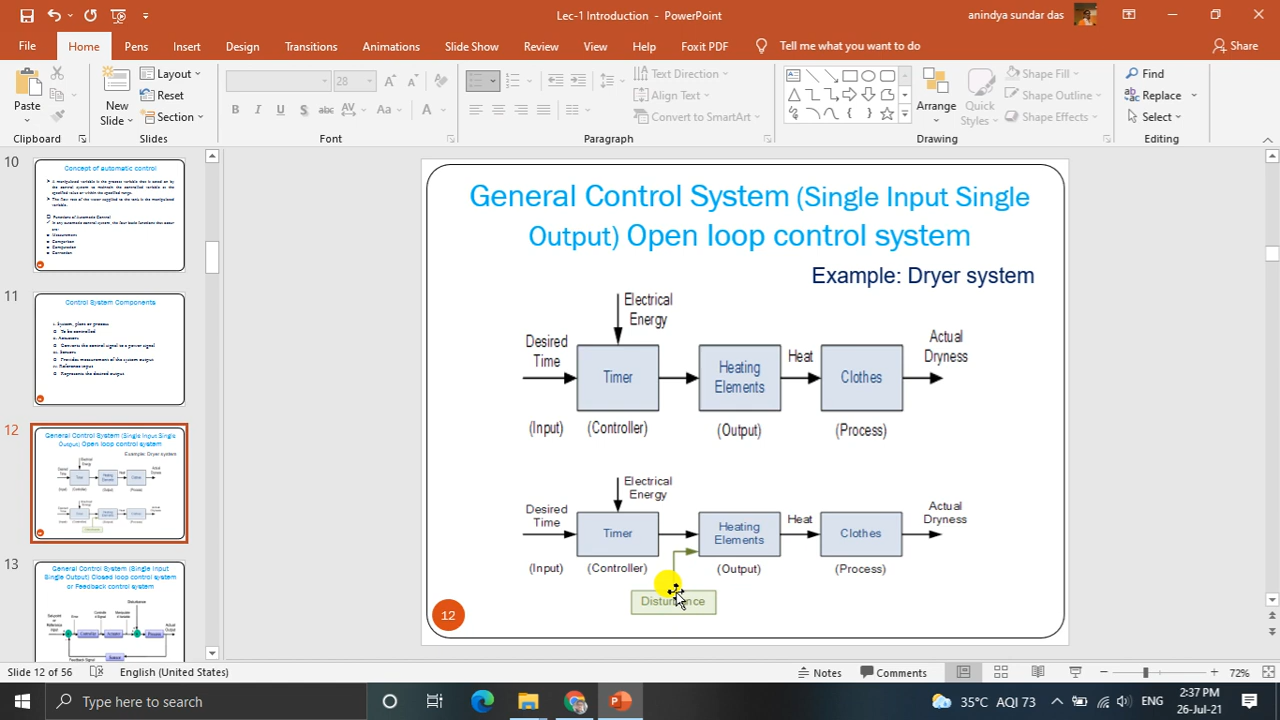 Lec-1 Introduction - PowerPoint
anindya sundar das
File Home Pens Insert Design Transitions Animations Slide Show Review View Help Foxit PDF Tell me what you want to do Share
Paste
New Slide
Layout
Reset
Section
28
B I U S abc AV Aa A
Text Direction
Align Text
Convert to SmartArt
Arrange
Quick Styles
Shape Fill
Shape Outline
Shape Effects
Find
Replace
Select
Clipboard Slides Font Paragraph Drawing Editing
10
Concept of automatic control
11
Control System Components
12
General Control System (Single Input Single
Output) Open loop control system
Example: Dryer system
13
General Control System (Single Input
Single Output) Closed loop control system
or Feedback control system
General Control System (Single Input Single
Output) Open loop control system
Example: Dryer system
Electrical
Energy
Desired
Time
Timer
Heating
Elements
Heat
Clothes
Actual
Dryness
(Input) (Controller) (Output) (Process)
Electrical
Energy
Desired
Time
Timer
Heating
Elements
Heat
Clothes
Actual
Dryness
(Input) (Controller) (Output) (Process)
Disturbance
12
Slide 12 of 56 English (United States) Notes Comments 72%
Type here to search
35°C AQI 73 ENG
2:37 PM
26-Jul-21